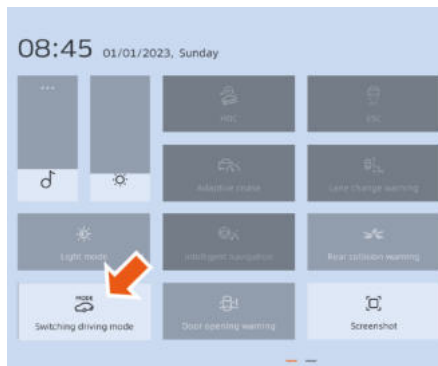 08:45 01/01/2023, Sunday
HDC
ESC
Adaptive cruise
Lane change warning
Light mode
Intelligent navigation
Rear collision warning
MODE
Switching driving mode
Door opening warning
Screenshot